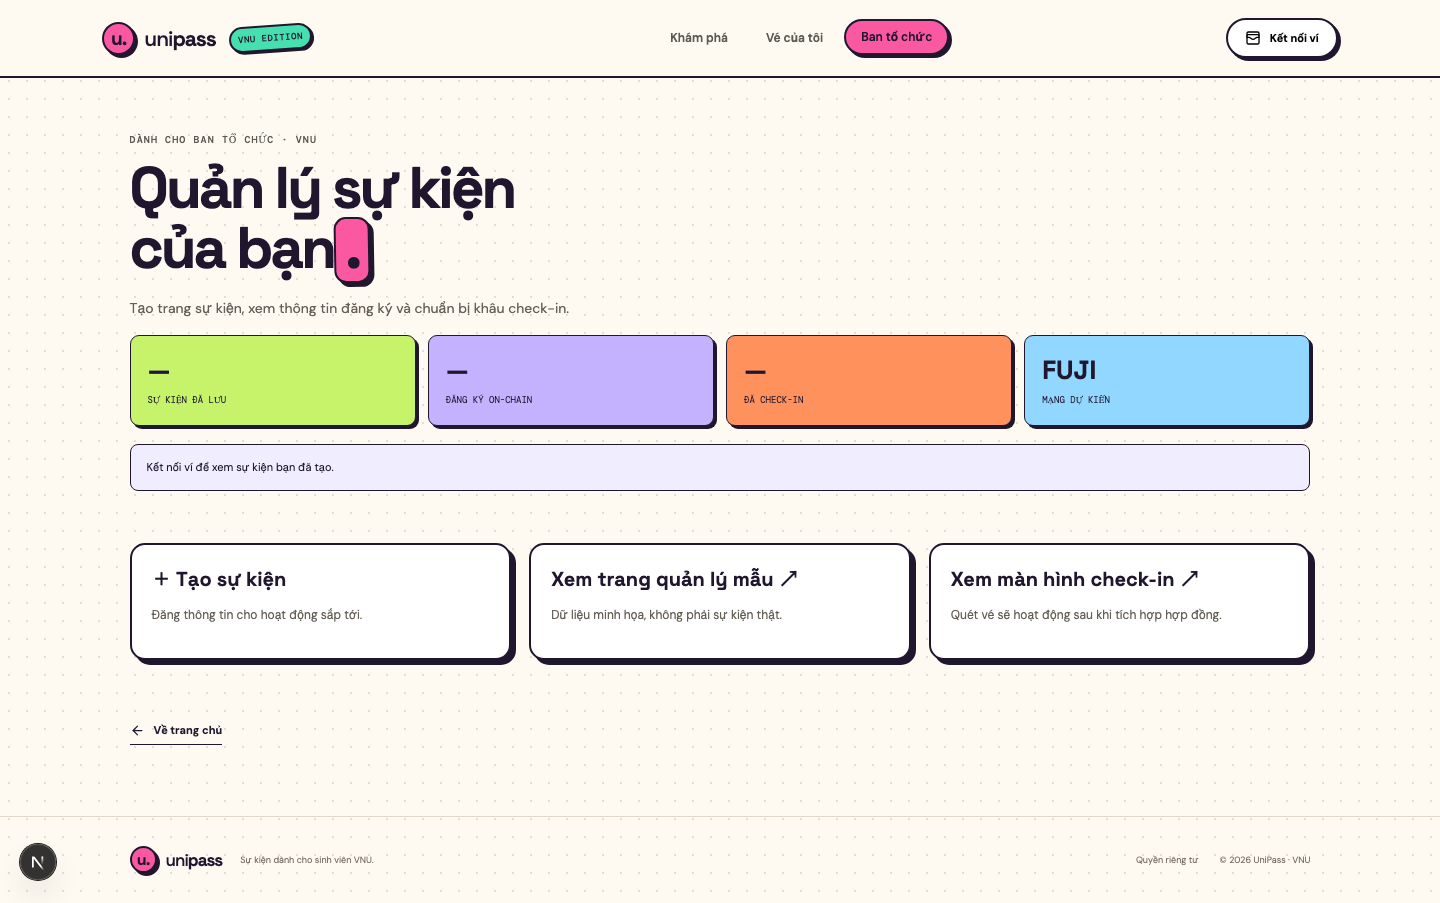 u. unipass VNU EDITION Khám phá Vé của tôi Ban tổ chức Kết nối ví
DÀNH CHO BAN TỔ CHỨC · VNU
Quản lý sự kiện
của bạn.
Tạo trang sự kiện, xem thông tin đăng ký và chuẩn bị khâu check-in.
— — — FUJI
SỰ KIỆN ĐÃ LƯU ĐĂNG KÝ ON-CHAIN ĐÃ CHECK-IN MẠNG DỰ KIẾN
Kết nối ví để xem sự kiện bạn đã tạo.
+ Tạo sự kiện Xem trang quản lý mẫu ↗ Xem màn hình check-in ↗
Đăng thông tin cho hoạt động sắp tới. Dữ liệu minh họa, không phải sự kiện thật. Quét vé sẽ hoạt động sau khi tích hợp hợp đồng.
← Về trang chủ
N u. unipass Sự kiện dành cho sinh viên VNU. Quyền riêng tư © 2026 UniPass · VNU